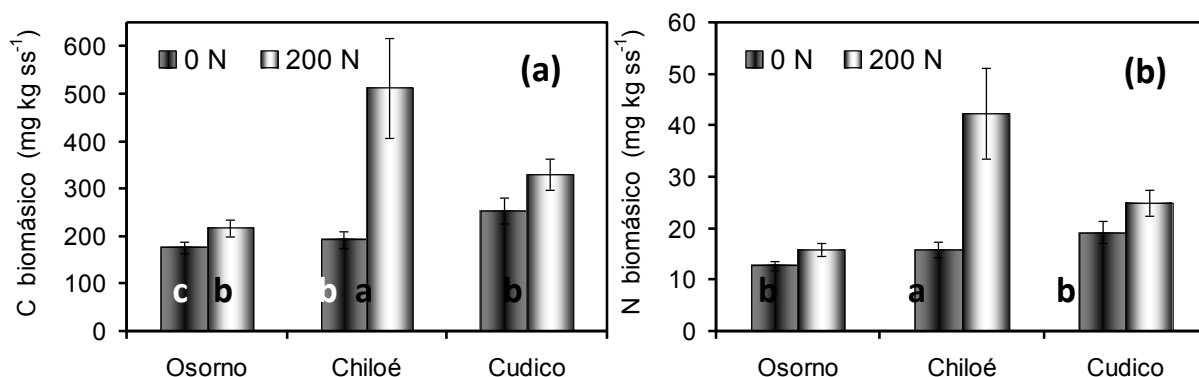 C biomásico (mg kg ss-1)
600
500
400
300
200
100
0
0 N 200 N
(a)
c b b a b
Osorno Chiloé Cudico
N biomásico (mg kg ss-1)
60
50
40
30
20
10
0
0 N 200 N
(b)
b a b
Osorno Chiloé Cudico